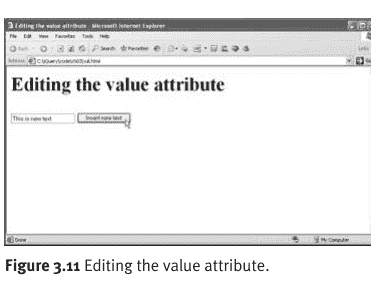 Editing the value attribute - Microsoft Internet Explorer
File Edit View Favorites Tools Help
Search Favorites
Address
Editing the value attribute
This is new text Insert new text
Done My Computer
Figure 3.11 Editing the value attribute.